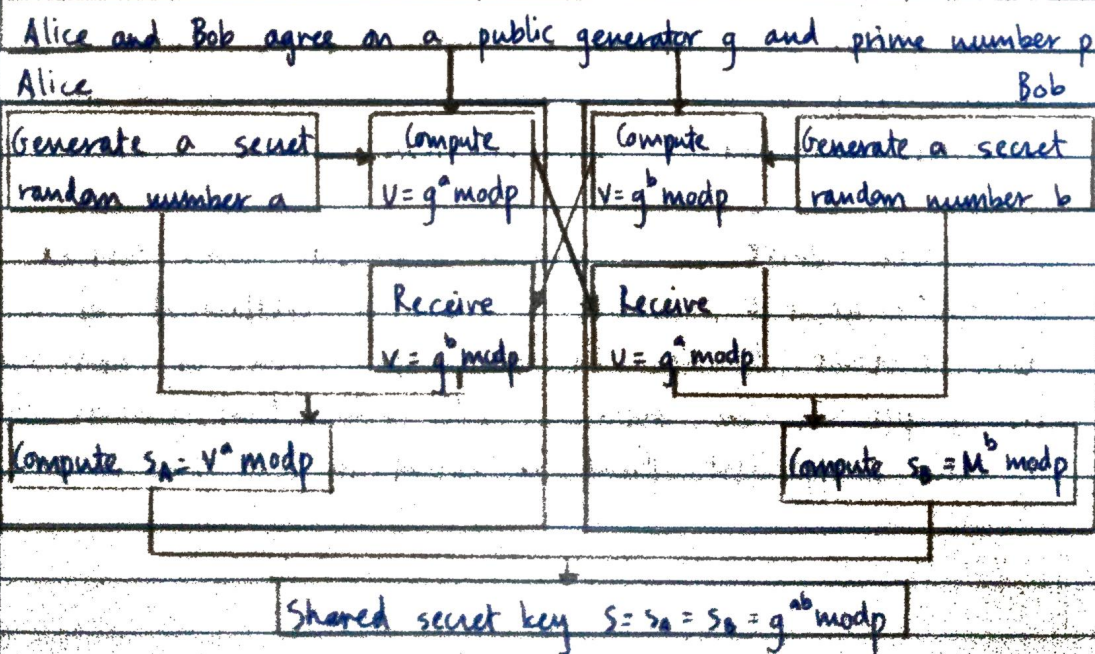 Alice and Bob agree on a public generator g and prime number p
Alice
Bob
Generate a secret
random number a
Compute
U = g^a mod p
Compute
V = g^b mod p
Generate a secret
random number b
Receive
V = g^b mod p
Receive
U = g^a mod p
Compute s_A = V^a mod p
Compute s_B = M^b mod p
Shared secret key S = s_A = s_B = g^ab mod p